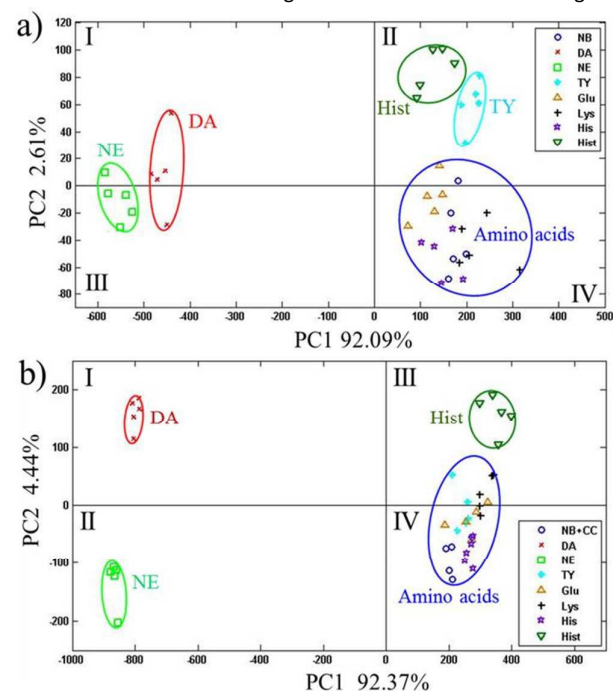 a)
I
II
NB
DA
NE
TY
Glu
Lys
His
Hist
Hist
TY
DA
NE
Amino acids
III
IV
PC2 2.61%
120
100
80
60
40
20
0
-20
-40
-60
-80
-600 -500 -400 -300 -200 -100 0 100 200 300 400 500
PC1 92.09%
b)
I
III
DA
Hist
II
IV
NE
Amino acids
NB+CC
DA
NE
TY
Glu
Lys
His
Hist
PC2 4.44%
200
100
0
-100
-200
-1000 -800 -600 -400 -200 0 200 400 600
PC1 92.37%